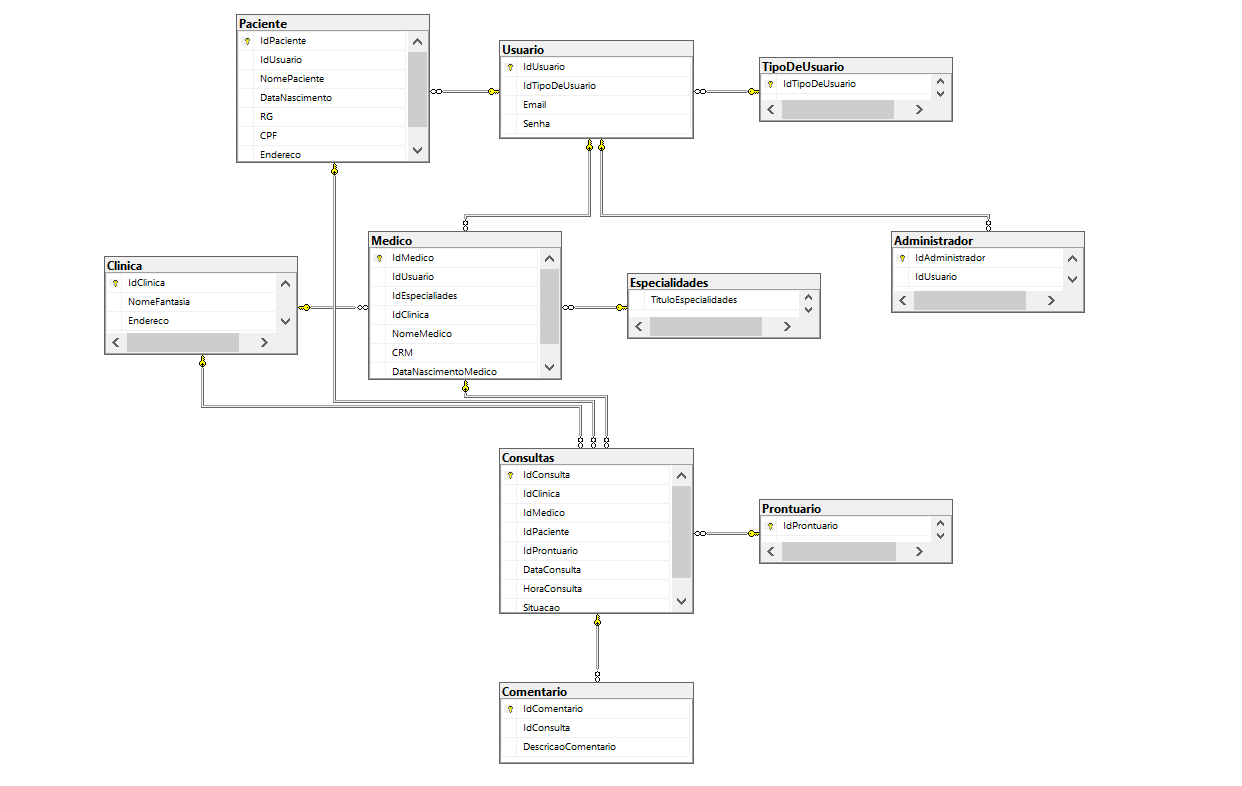 Paciente
IdPaciente
IdUsuario
NomePaciente
DataNascimento
RG
CPF
Endereco
Usuario
IdUsuario
IdTipoDeUsuario
Email
Senha
TipoDeUsuario
IdTipoDeUsuario
Clinica
IdClinica
NomeFantasia
Endereco
Medico
IdMedico
IdUsuario
IdEspecialiades
IdClinica
NomeMedico
CRM
DataNascimentoMedico
Especialidades
TituloEspecialidades
Administrador
IdAdministrador
IdUsuario
Consultas
IdConsulta
IdClinica
IdMedico
IdPaciente
IdProntuario
DataConsulta
HoraConsulta
Situacao
Prontuario
IdProntuario
Comentario
IdComentario
IdConsulta
DescricaoComentario